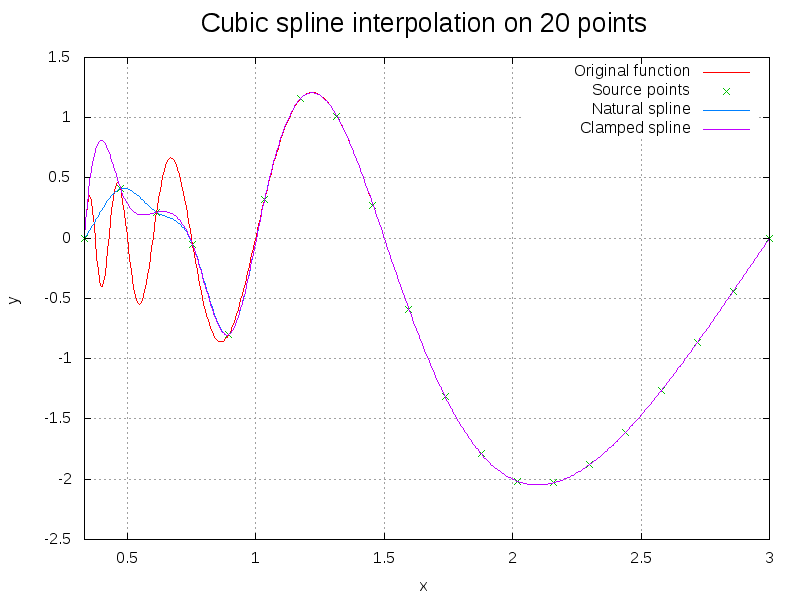 Cubic spline interpolation on 20 points
Original function
Source points
Natural spline
Clamped spline
1.5
1
0.5
0
-0.5
-1
-1.5
-2
-2.5
y
0.5
1
1.5
2
2.5
3
x